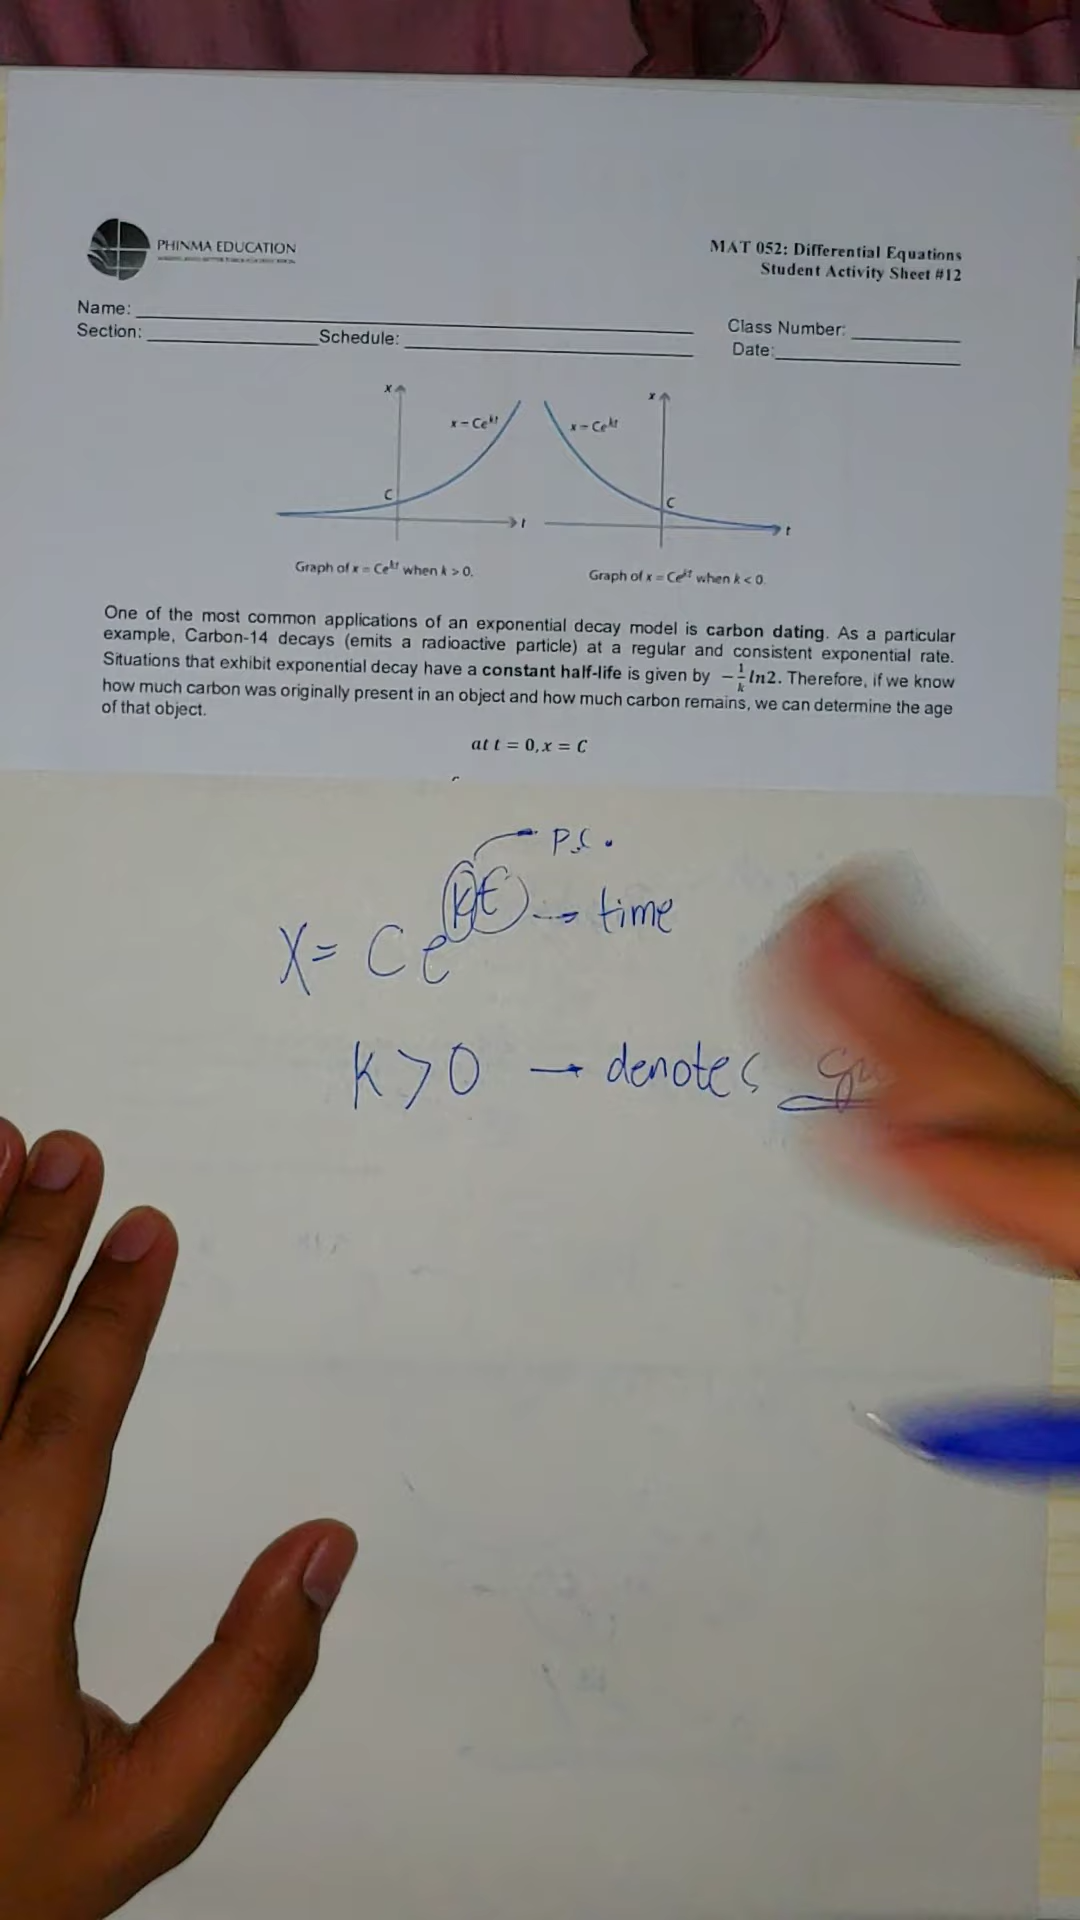 PHINMA EDUCATION
MAT 052: Differential Equations
Student Activity Sheet #12
Name:
Class Number:
Section: Schedule:
Date:
x
x = Ce^kt
C
t
Graph of x = Ce^kt when k > 0.
x
x = Ce^kt
C
t
Graph of x = Ce^kt when k < 0.
One of the most common applications of an exponential decay model is carbon dating. As a particular
example, Carbon-14 decays (emits a radioactive particle) at a regular and consistent exponential rate.
Situations that exhibit exponential decay have a constant half-life is given by −1/k ln2. Therefore, if we know
how much carbon was originally present in an object and how much carbon remains, we can determine the age
of that object.
at t = 0, x = C
P.C.
X = C e^kt → time
k > 0 → denotes